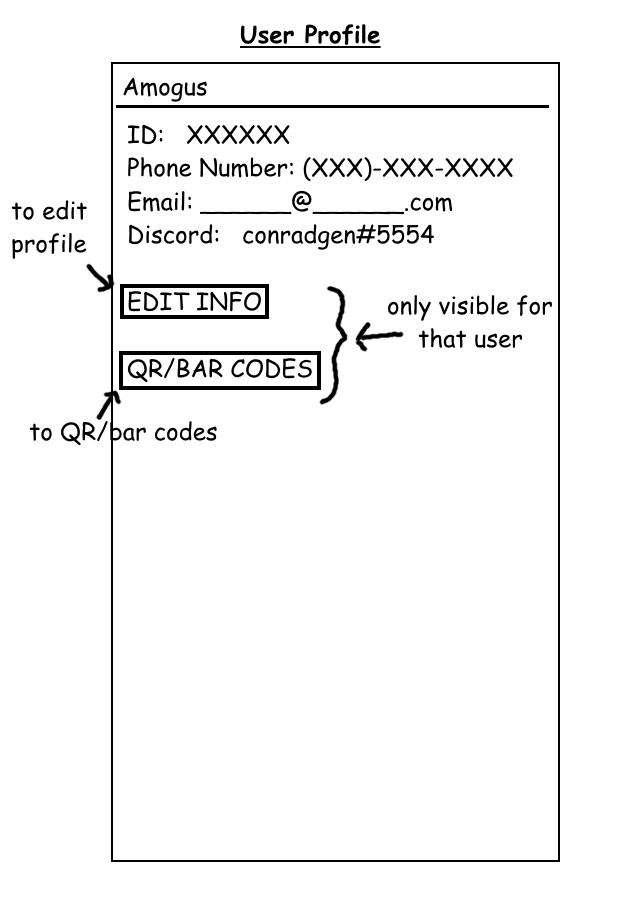 User Profile
Amogus
ID: XXXXXX
Phone Number: (XXX)-XXX-XXXX
Email: ______@______.com
Discord: conradgen#5554
to edit
profile
EDIT INFO
only visible for
that user
QR/BAR CODES
to QR/bar codes